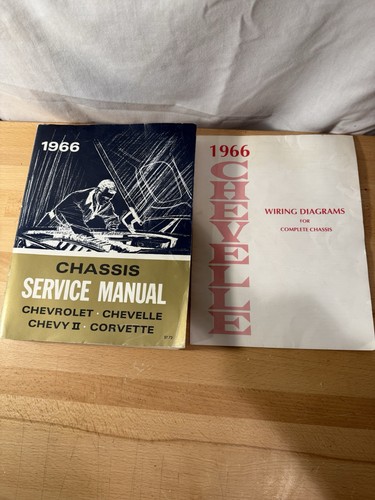 1966
CHASSIS
SERVICE MANUAL
CHEVROLET · CHEVELLE
CHEVY II · CORVETTE
1966
CHEVELLE
WIRING DIAGRAMS
FOR
COMPLETE CHASSIS